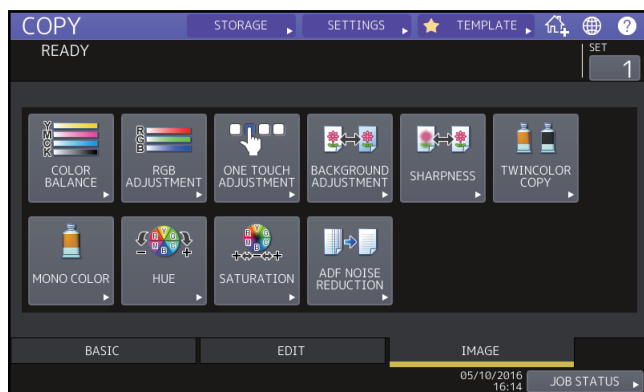 COPY
STORAGE
SETTINGS
TEMPLATE
?
READY
SET
1
Y
M
C
K
COLOR
BALANCE
R
G
B
RGB
ADJUSTMENT
ONE TOUCH
ADJUSTMENT
BACKGROUND
ADJUSTMENT
SHARPNESS
TWINCOLOR
COPY
MONO COLOR
HUE
SATURATION
ADF NOISE
REDUCTION
BASIC
EDIT
IMAGE
05/10/2016
16:14
JOB STATUS